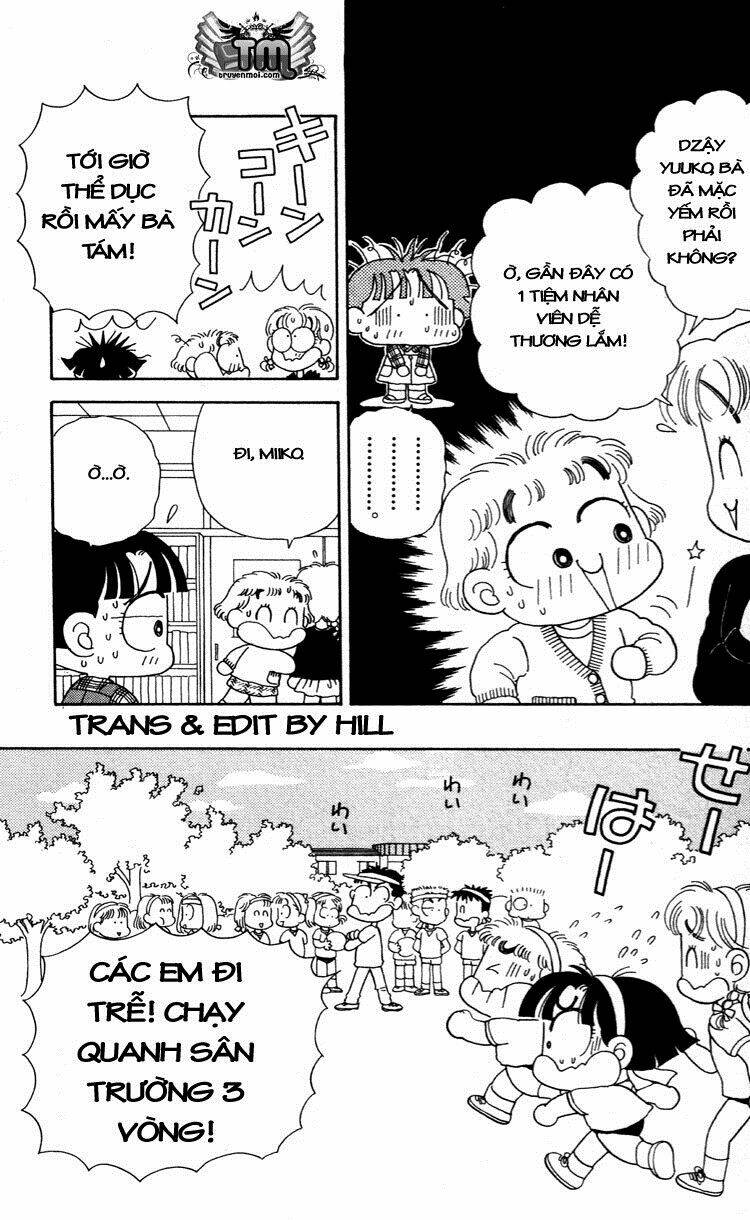 TM
truyenmoi.com
DZẬY
YUUKO, BÀ
ĐÃ MẶC
YẾM RỒI
PHẢI
KHÔNG?
Ờ, GẦN ĐÂY CÓ
1 TIỆM NHÂN
VIÊN DỄ
THƯƠNG LẮM!
キーン
コーン
カーン
TỚI GIỜ
THỂ DỤC
RỒI MẤY BÀ
TÁM!
ĐI, MIIKO.
Ờ...Ờ.
TRANS & EDIT BY HILL
せー
はー
わい
わい
わい
CÁC EM ĐI
TRỄ! CHẠY
QUANH SÂN
TRƯỜNG 3
VÒNG!